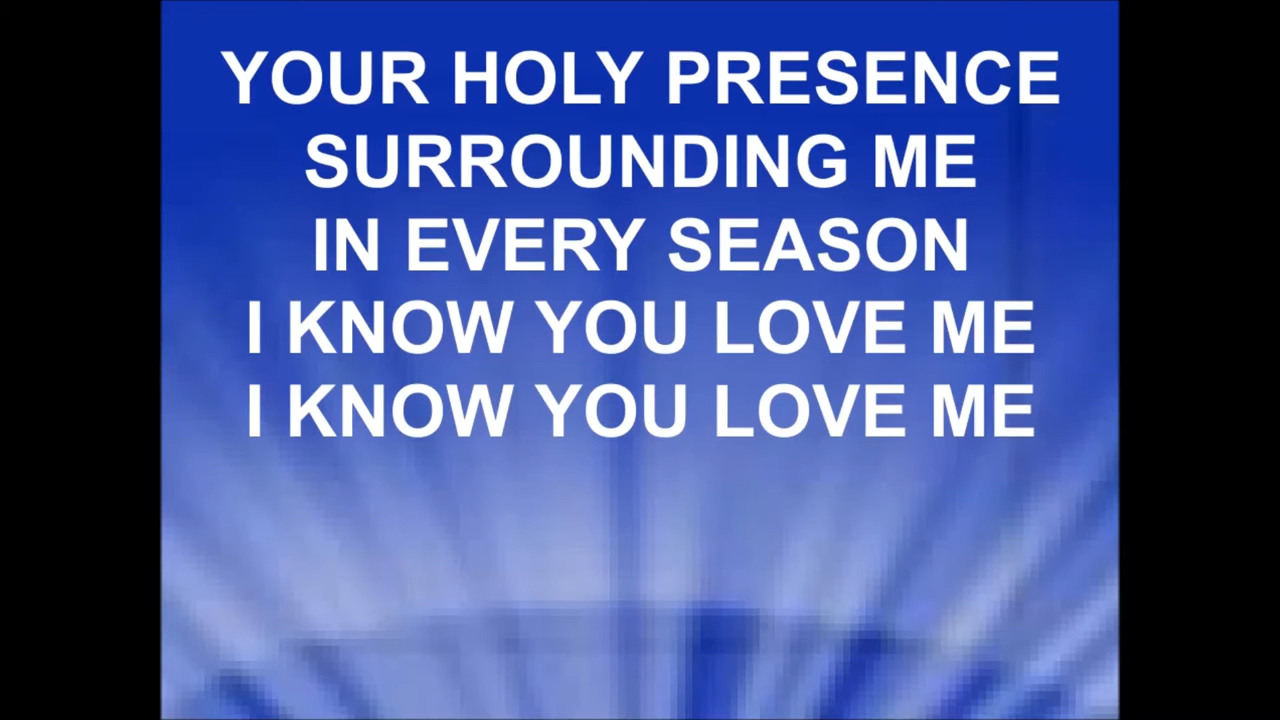 YOUR HOLY PRESENCE
SURROUNDING ME
IN EVERY SEASON
I KNOW YOU LOVE ME
I KNOW YOU LOVE ME